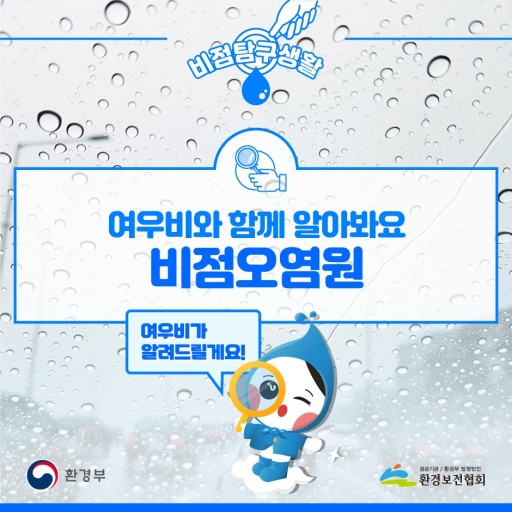 비점탐구생활
여우비와 함께 알아봐요
비점오염원
여우비가
알려드릴게요!
환경부
공공기관 / 환경부 법정법인
환경보전협회